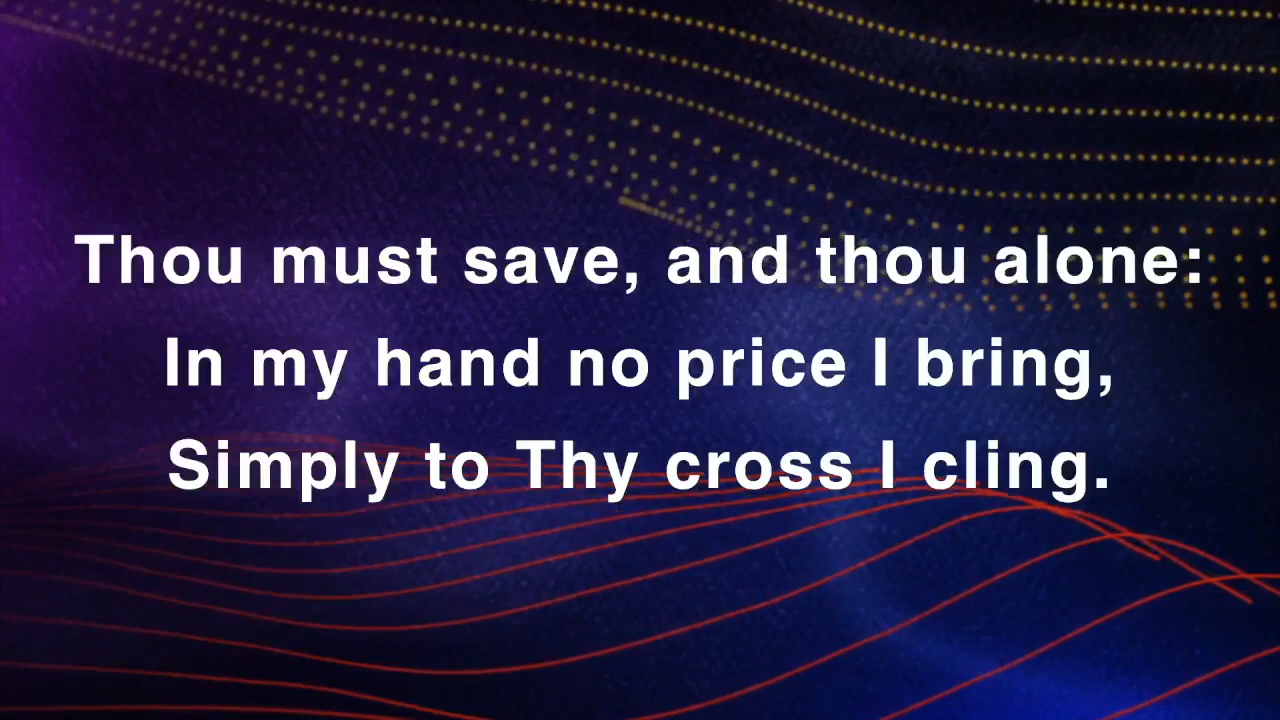 Thou must save, and thou alone:
In my hand no price I bring,
Simply to Thy cross I cling.